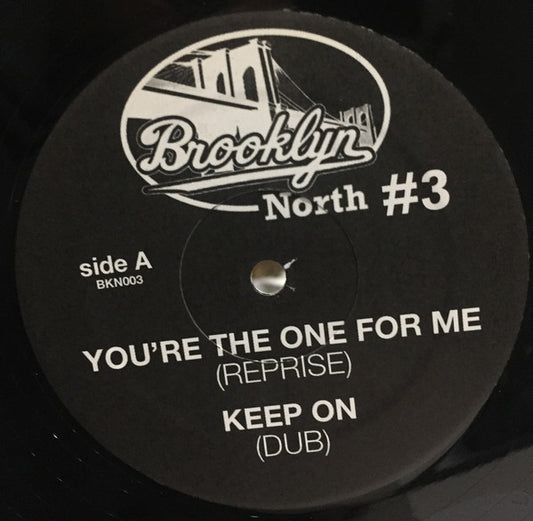 Brooklyn
North #3
side A
BKN003
YOU'RE THE ONE FOR ME
(REPRISE)
KEEP ON
(DUB)